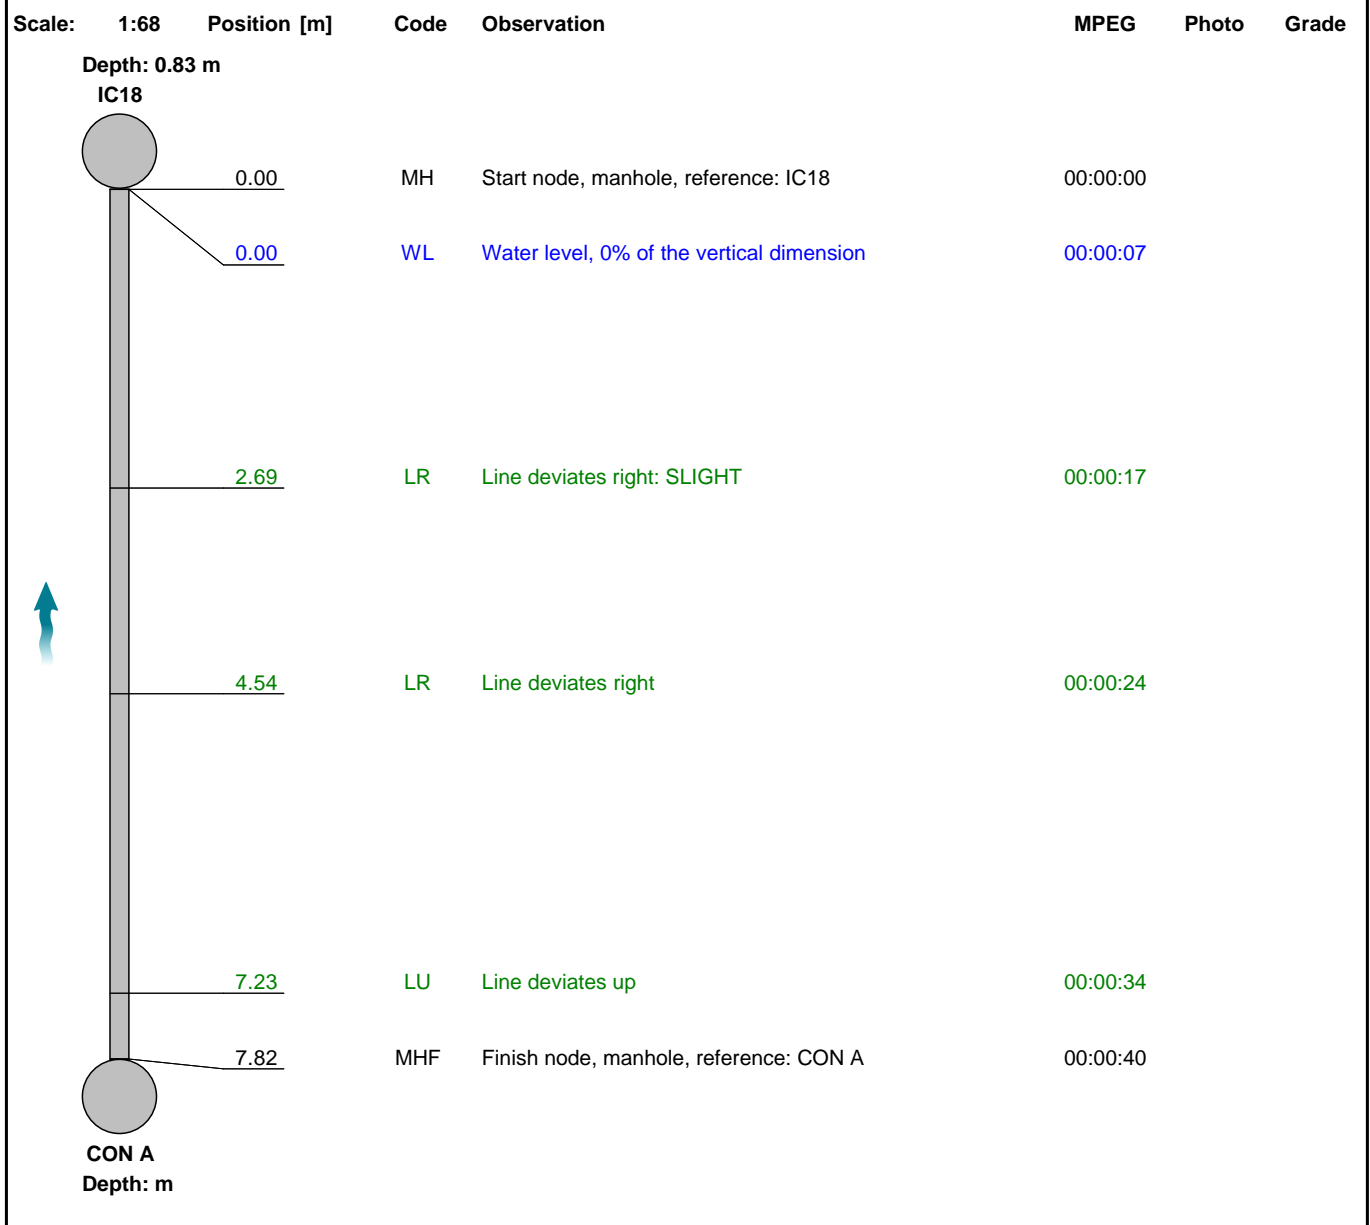 Scale: 1:68 Position [m] Code Observation MPEG Photo Grade
Depth: 0.83 m
IC18
0.00 MH Start node, manhole, reference: IC18 00:00:00
0.00 WL Water level, 0% of the vertical dimension 00:00:07
2.69 LR Line deviates right: SLIGHT 00:00:17
4.54 LR Line deviates right 00:00:24
7.23 LU Line deviates up 00:00:34
7.82 MHF Finish node, manhole, reference: CON A 00:00:40
CON A
Depth: m